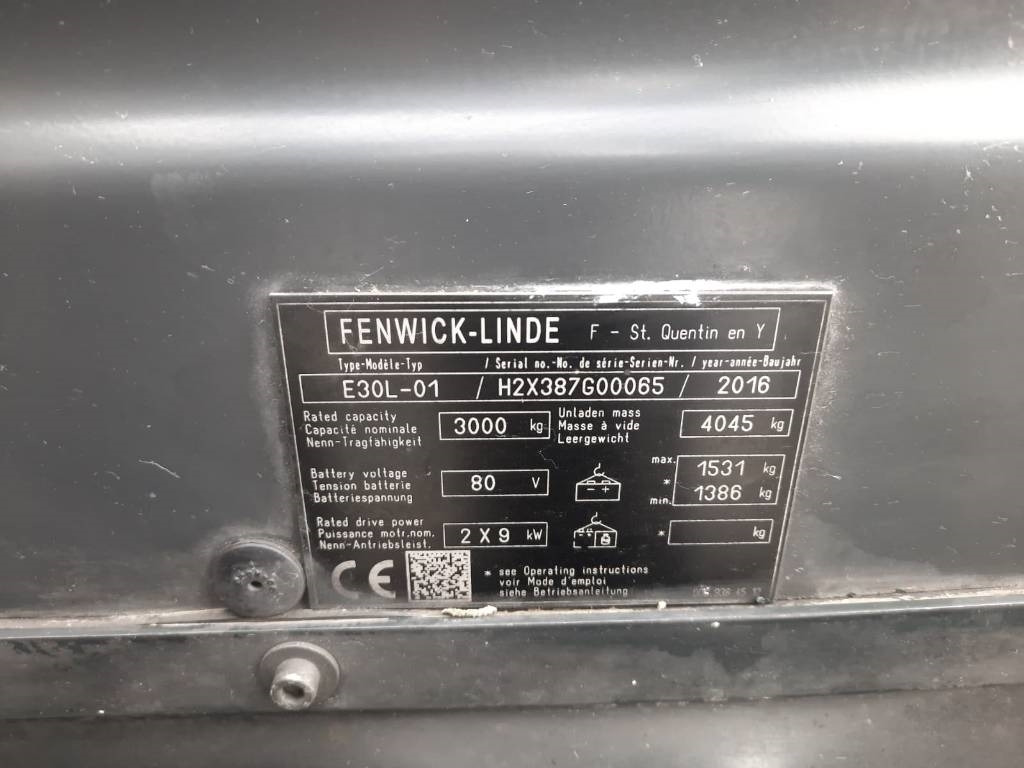 FENWICK-LINDE F - St. Quentin en Y
Type-Modèle-Typ / Serial no.-No. de série-Serien-Nr. / year-année-Baujahr
E30L-01 / H2X387G00065 / 2016
Rated capacity
Capacité nominale
Nenn-Tragfähigkeit
3000 kg
Unladen mass
Masse à vide
Leergewicht
4045 kg
Battery voltage
Tension batterie
Batteriespannung
80 V
- +
max. 1531 kg
*
min. 1386 kg
Rated drive power
Puissance motr.nom.
Nenn-Antriebsleist.
2 X 9 kW
* kg
CE
* see Operating instructions
voir Mode d'emploi
siehe Betriebsanleitung